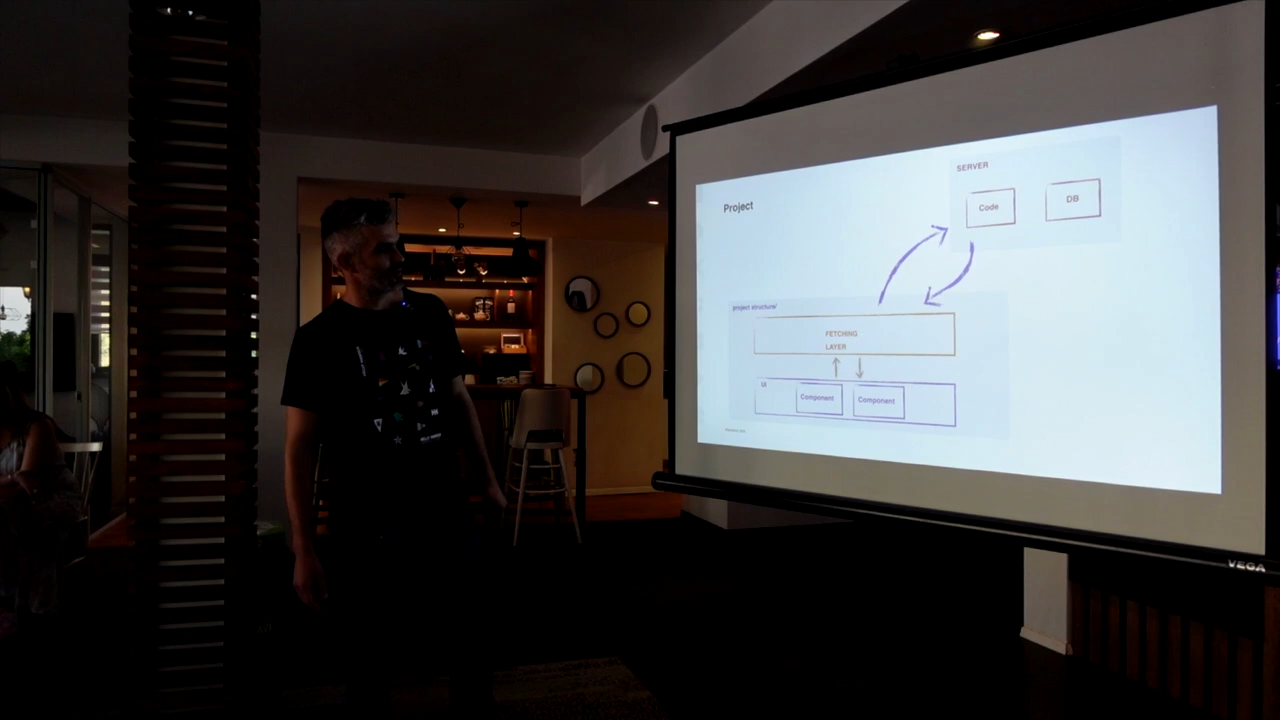 Project
SERVER
Code
DB
project structure/
FETCHING
LAYER
UI
Component
Component
VEGA